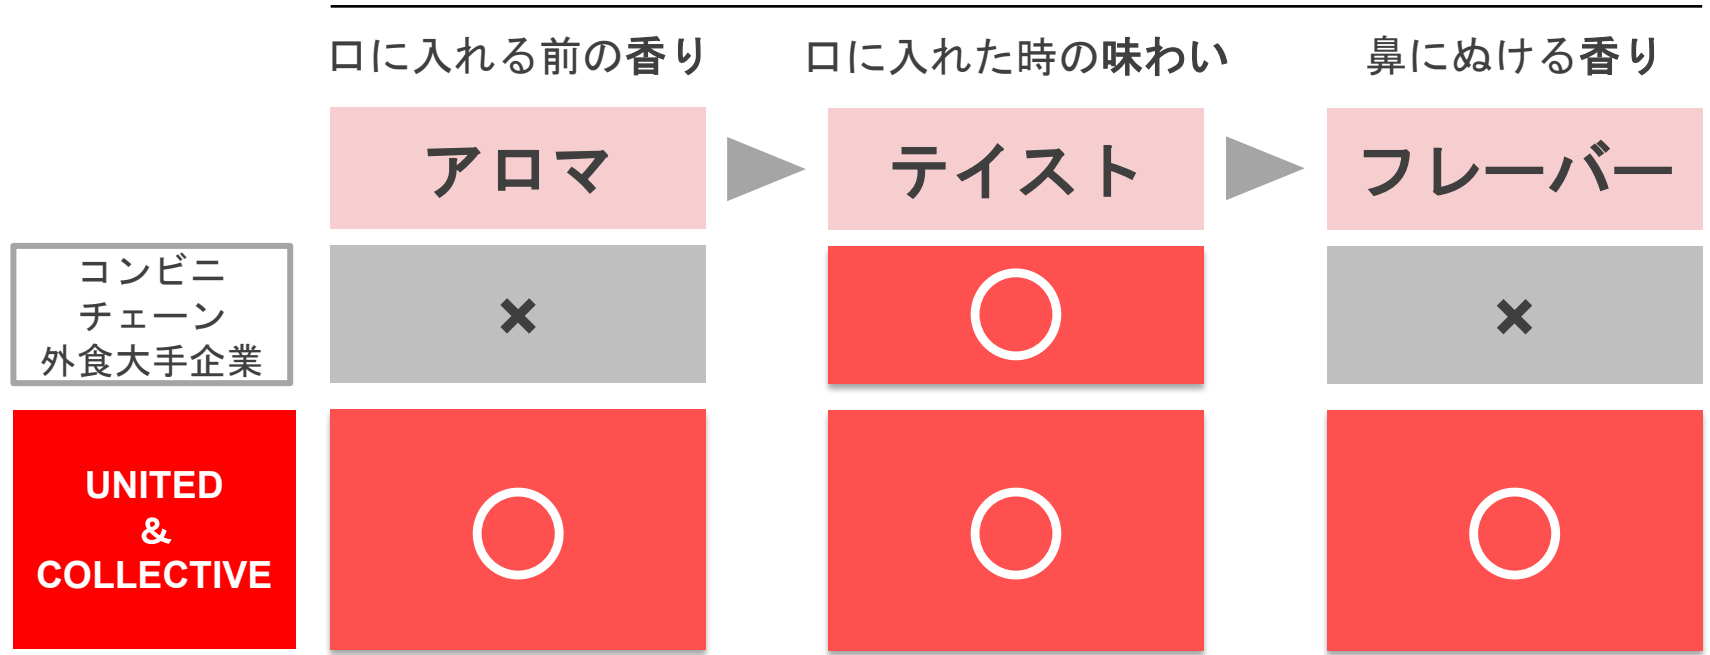 口に入れる前の香り
口に入れた時の味わい
鼻にぬける香り
アロマ
テイスト
フレーバー
コンビニ
チェーン
外食大手企業
×
○
×
UNITED
&
COLLECTIVE
○
○
○